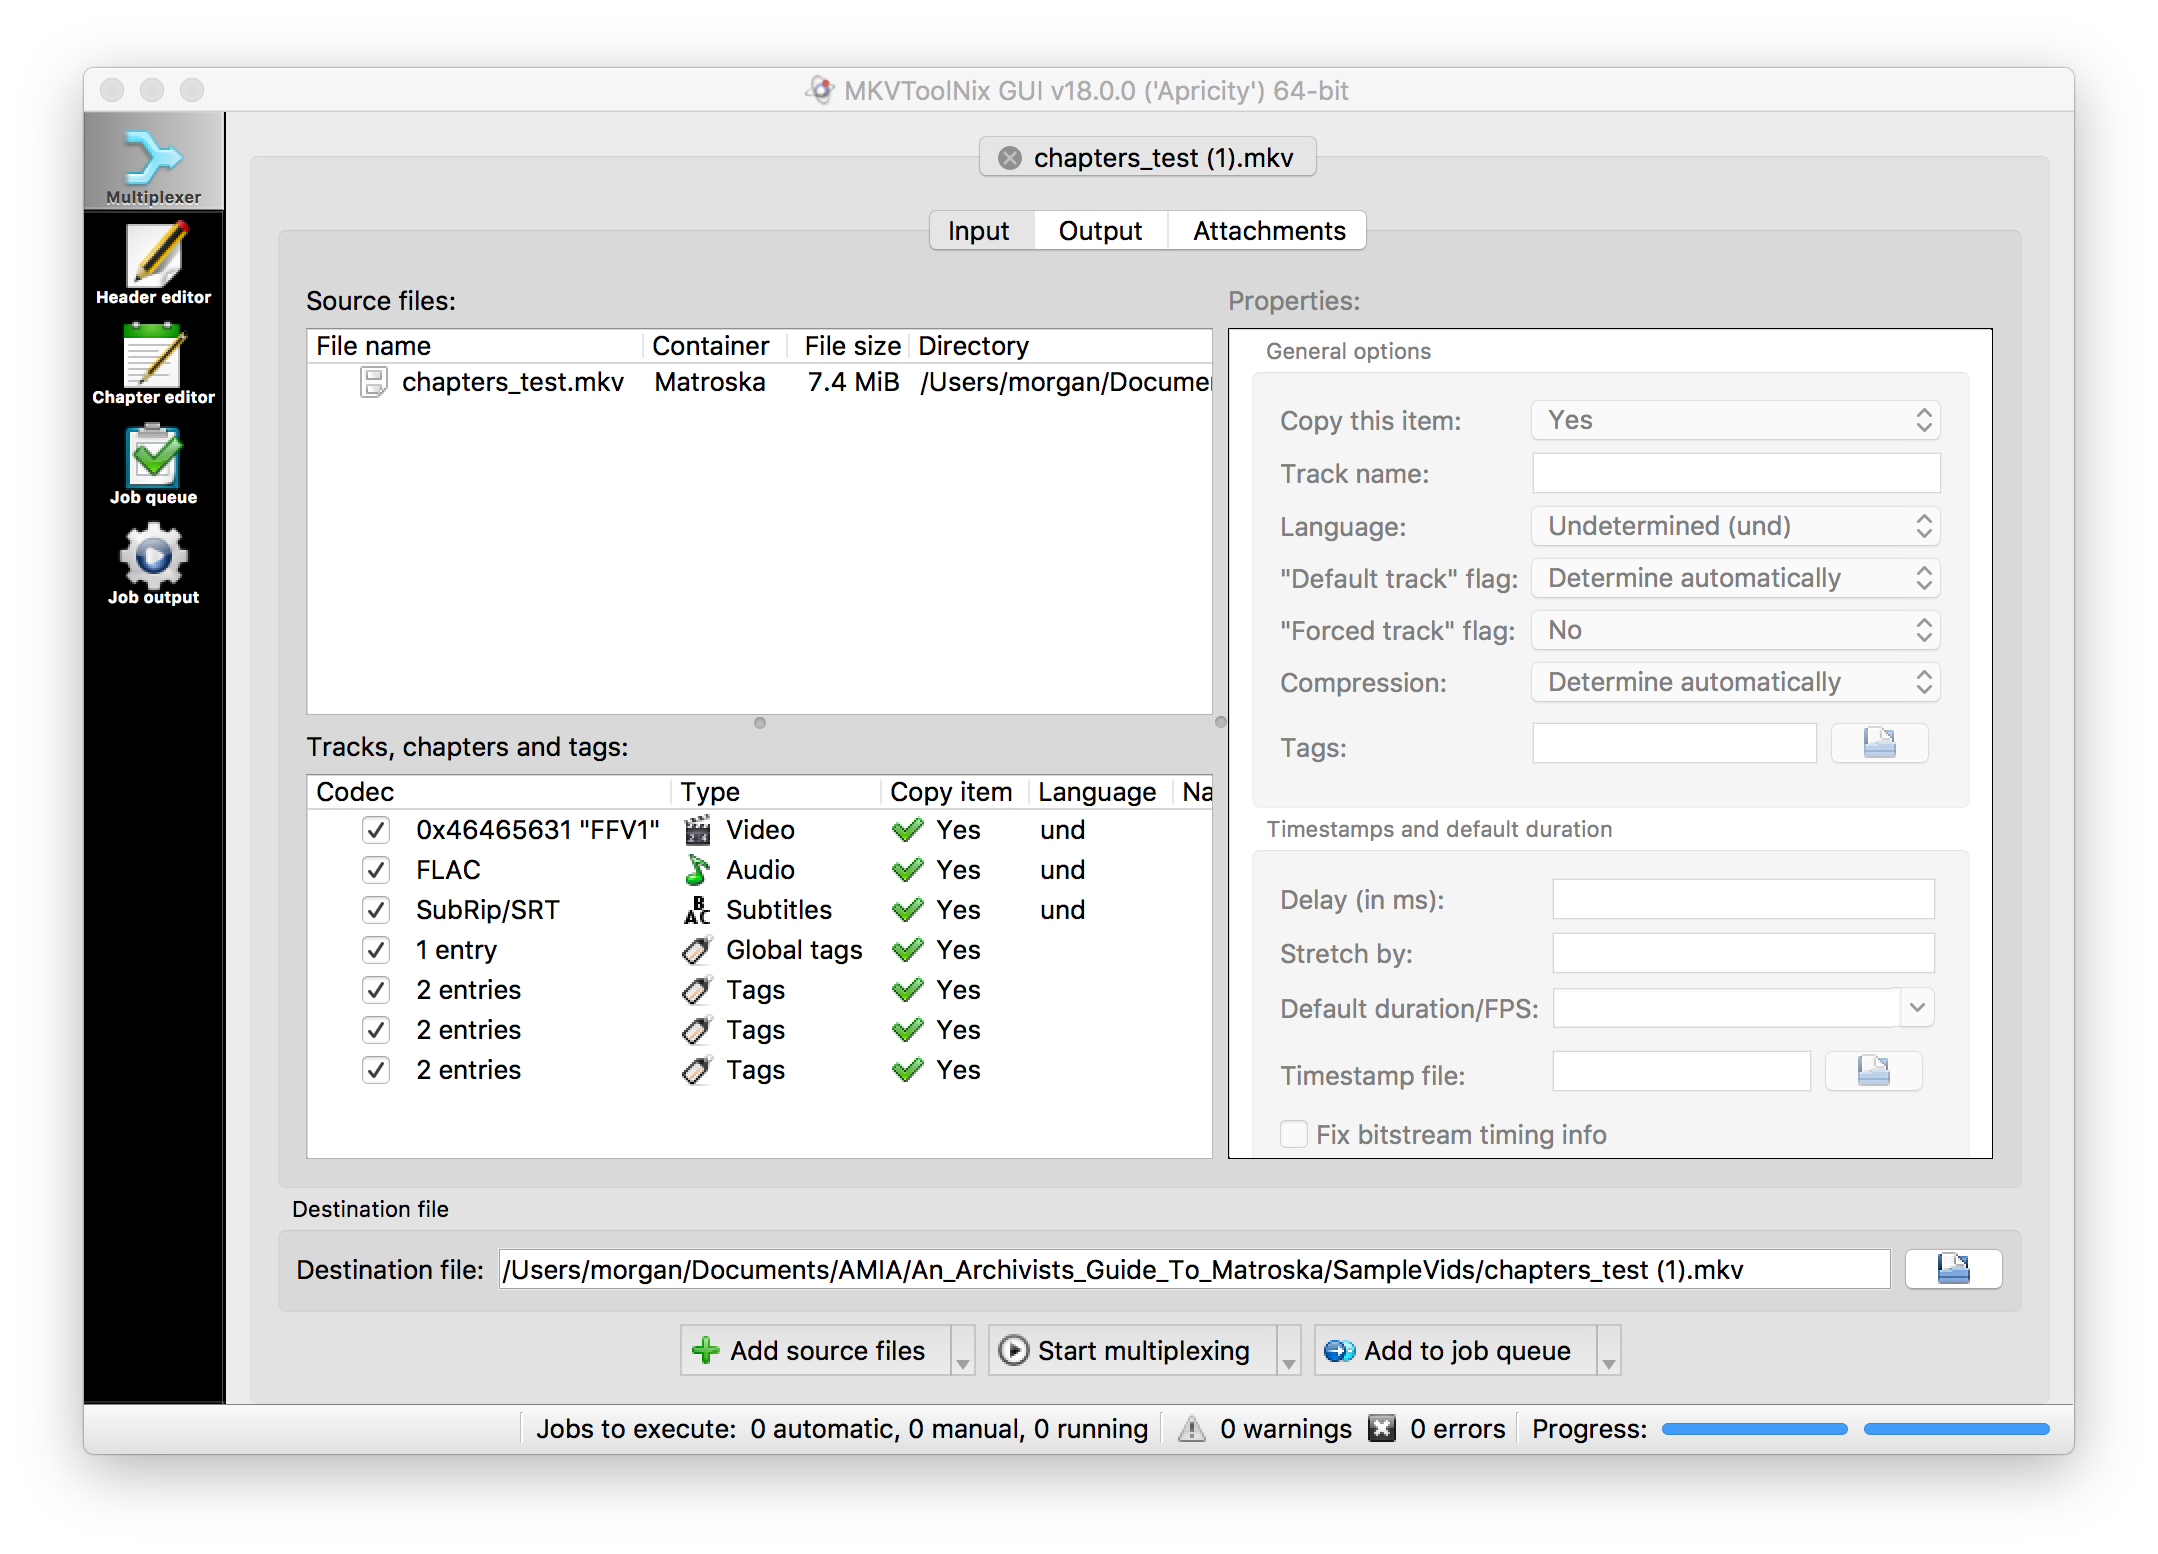 MKVToolNix GUI v18.0.0 ('Apricity') 64-bit
chapters_test (1).mkv
Multiplexer
Header editor
Chapter editor
Job queue
Job output
Input Output Attachments
Source files:
File name Container File size Directory
chapters_test.mkv Matroska 7.4 MiB /Users/morgan/Docume
Tracks, chapters and tags:
Codec Type Copy item Language Na
0x46465631 "FFV1" Video Yes und
FLAC Audio Yes und
SubRip/SRT Subtitles Yes und
1 entry Global tags Yes
2 entries Tags Yes
2 entries Tags Yes
2 entries Tags Yes
Properties:
General options
Copy this item: Yes
Track name:
Language: Undetermined (und)
"Default track" flag: Determine automatically
"Forced track" flag: No
Compression: Determine automatically
Tags:
Timestamps and default duration
Delay (in ms):
Stretch by:
Default duration/FPS:
Timestamp file:
Fix bitstream timing info
Destination file
Destination file: /Users/morgan/Documents/AMIA/An_Archivists_Guide_To_Matroska/SampleVids/chapters_test (1).mkv
Add source files Start multiplexing Add to job queue
Jobs to execute: 0 automatic, 0 manual, 0 running 0 warnings 0 errors Progress: